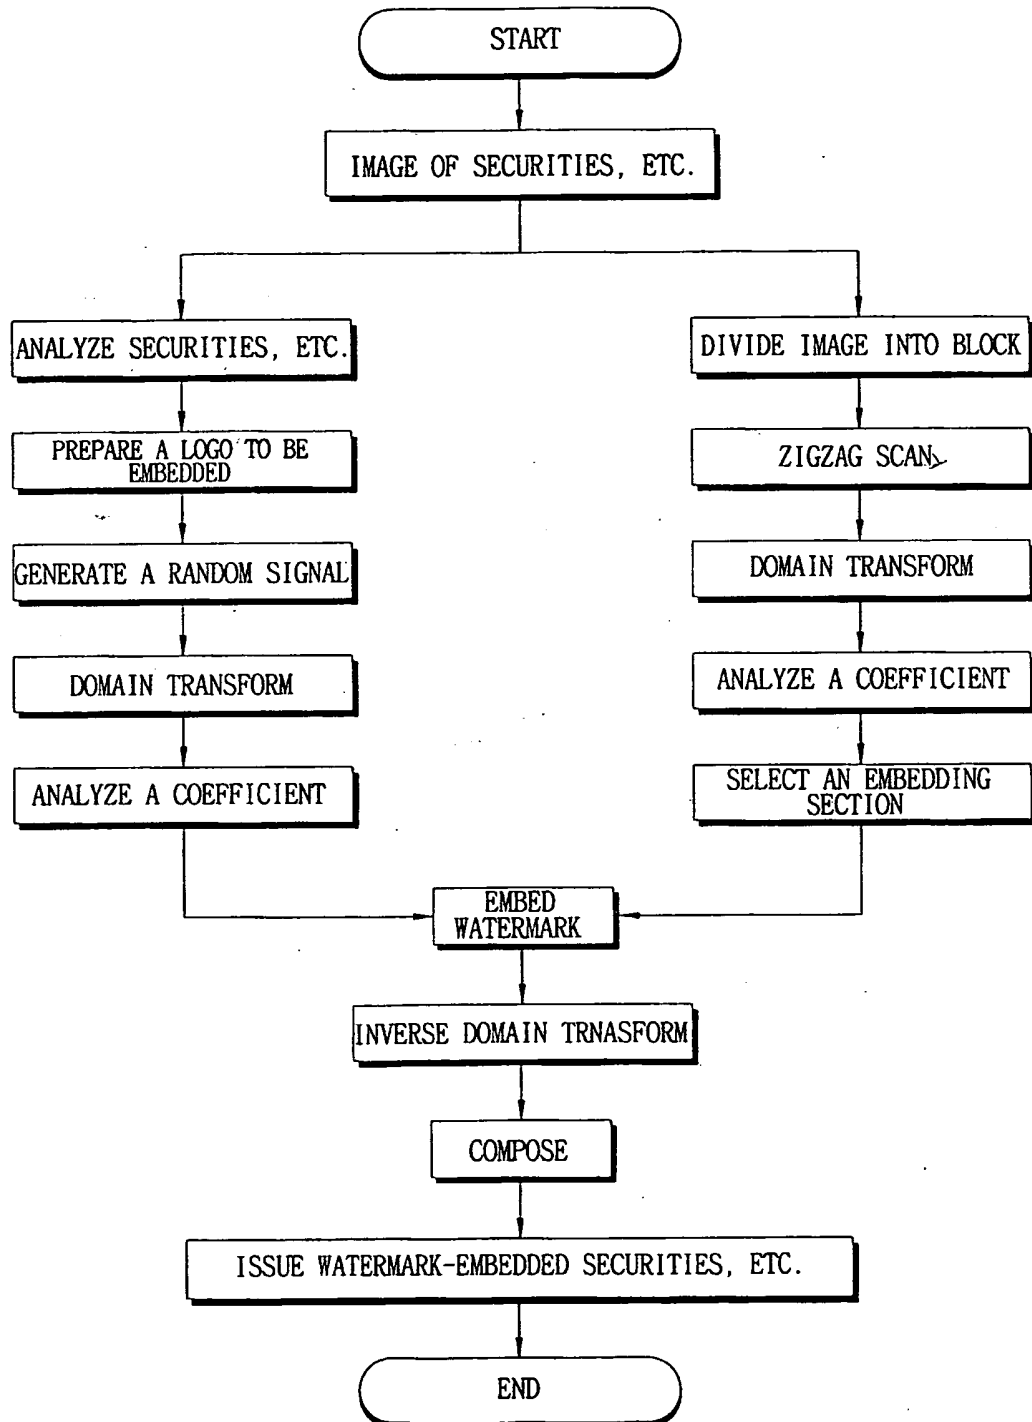 START
IMAGE OF SECURITIES, ETC.
ANALYZE SECURITIES, ETC.
PREPARE A LOGO TO BE
EMBEDDED
GENERATE A RANDOM SIGNAL
DOMAIN TRANSFORM
ANALYZE A COEFFICIENT
DIVIDE IMAGE INTO BLOCK
ZIGZAG SCAN
DOMAIN TRANSFORM
ANALYZE A COEFFICIENT
SELECT AN EMBEDDING
SECTION
EMBED
WATERMARK
INVERSE DOMAIN TRNASFORM
COMPOSE
ISSUE WATERMARK-EMBEDDED SECURITIES, ETC.
END